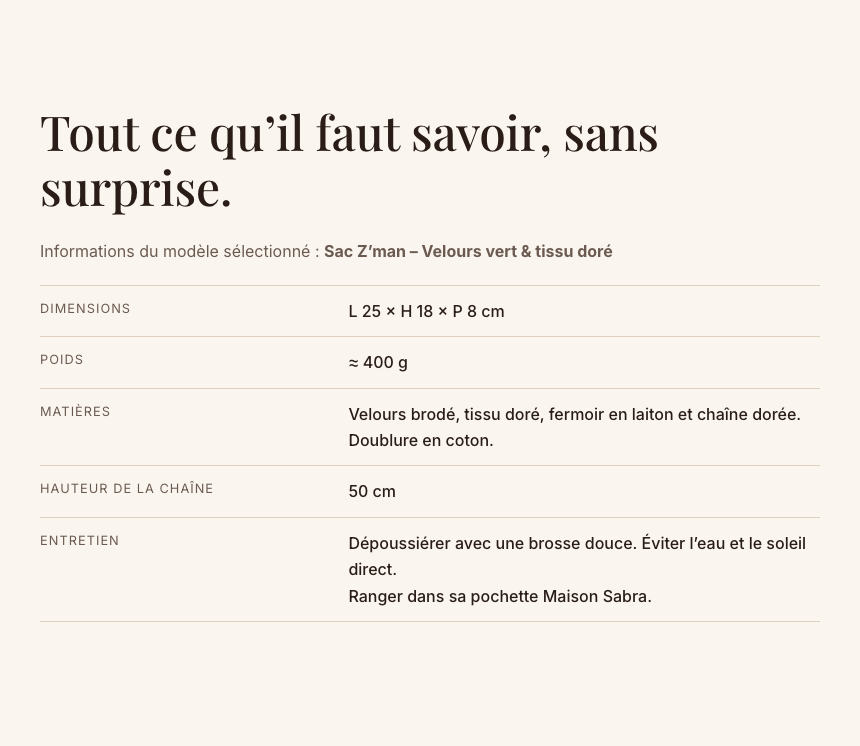 Tout ce qu’il faut savoir, sans
surprise.
Informations du modèle sélectionné : Sac Z’man – Velours vert & tissu doré
DIMENSIONS
L 25 × H 18 × P 8 cm
POIDS
≈ 400 g
MATIÈRES
Velours brodé, tissu doré, fermoir en laiton et chaîne dorée.
Doublure en coton.
HAUTEUR DE LA CHAÎNE
50 cm
ENTRETIEN
Dépoussiérer avec une brosse douce. Éviter l’eau et le soleil
direct.
Ranger dans sa pochette Maison Sabra.